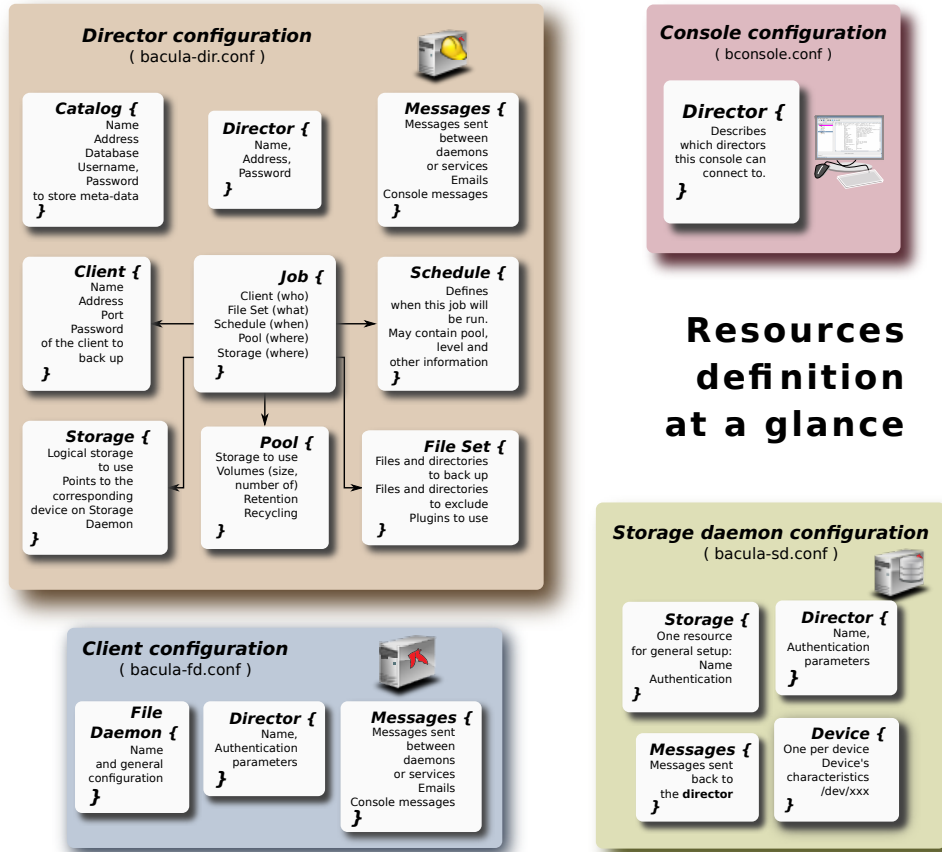 Director configuration
( bacula-dir.conf )
Catalog {
Name
Address
Database
Username,
Password
to store meta-data
}
Director {
Name,
Address,
Password
}
Messages {
Messages sent
between
daemons
or services
Emails
Console messages
}
Client {
Name
Address
Port
Password
of the client to
back up
}
Job {
Client (who)
File Set (what)
Schedule (when)
Pool (where)
Storage (where)
}
Schedule {
Defines
when this job will
be run.
May contain pool,
level and
other information
}
Storage {
Logical storage
to use
Points to the
corresponding
device on Storage
Daemon
}
Pool {
Storage to use
Volumes (size,
number of)
Retention
Recycling
}
File Set {
Files and directories
to back up
Files and directories
to exclude
Plugins to use
}
Console configuration
( bconsole.conf )
Director {
Describes
which directors
this console can
connect to.
}
Resources
definition
at a glance
Client configuration
( bacula-fd.conf )
File
Daemon {
Name
and general
configuration
}
Director {
Name,
Authentication
parameters
}
Messages {
Messages sent
between
daemons
or services
Emails
Console messages
}
Storage daemon configuration
( bacula-sd.conf )
Storage {
One resource
for general setup:
Name
Authentication
}
Director {
Name,
Authentication
parameters
}
Messages {
Messages sent
back to
the director
}
Device {
One per device
Device's
characteristics
/dev/xxx
}